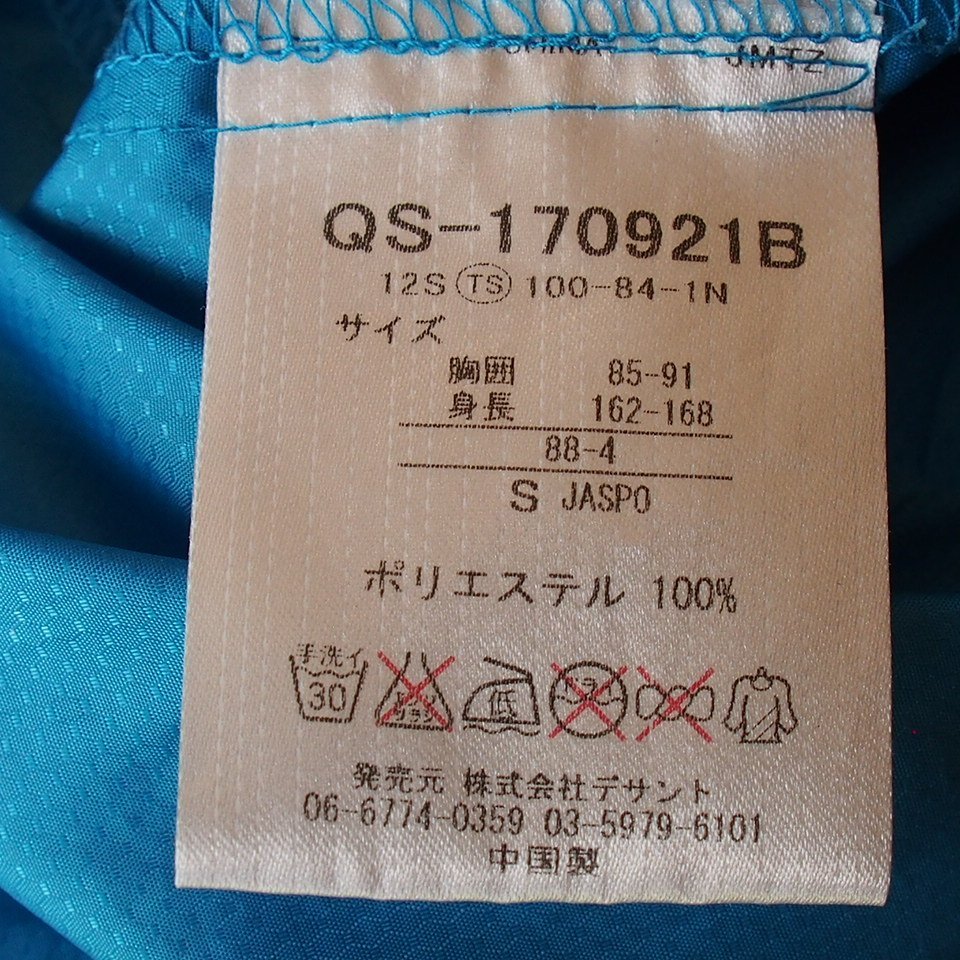 JMTZ
QS-170921B
12S TS 100-84-1N
サイズ
胸囲 85-91
身長 162-168
88-4
S JASPO
ポリエステル 100%
手洗イ
30
低
発売元 株式会社デサント
06-6774-0359 03-5979-6101
中国製